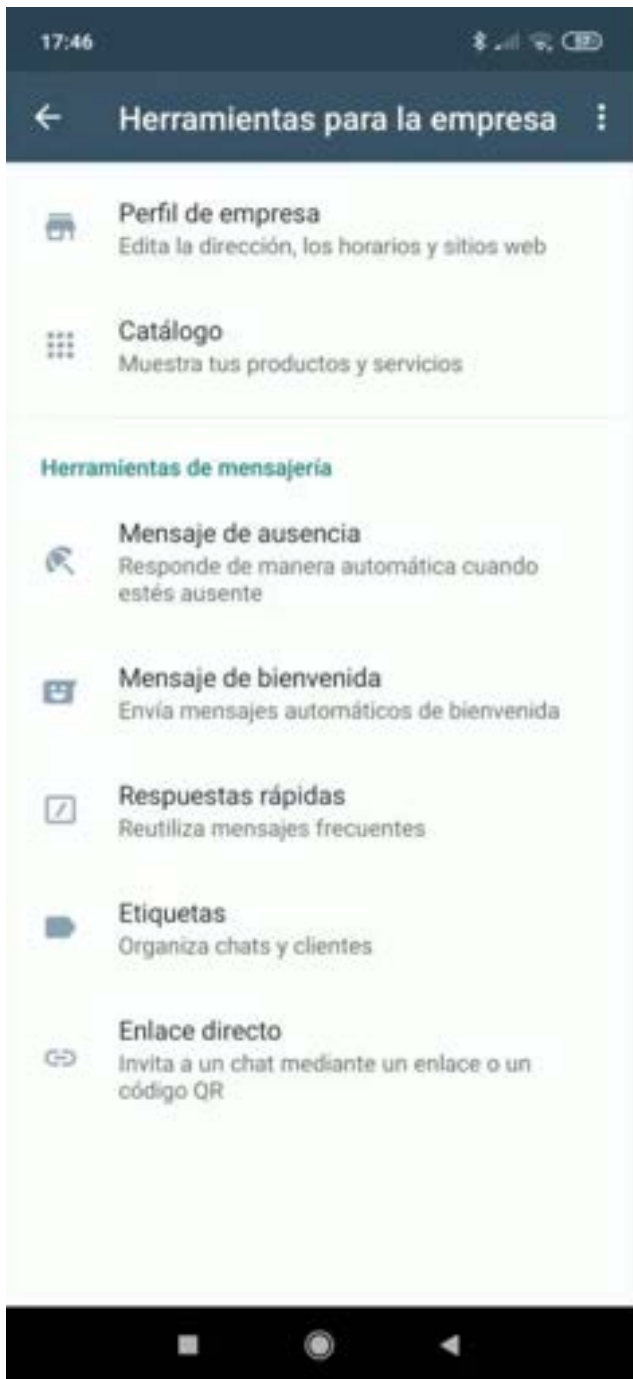 17:46
Herramientas para la empresa
Perfil de empresa
Edita la dirección, los horarios y sitios web
Catálogo
Muestra tus productos y servicios
Herramientas de mensajería
Mensaje de ausencia
Responde de manera automática cuando
estés ausente
Mensaje de bienvenida
Envía mensajes automáticos de bienvenida
Respuestas rápidas
Reutiliza mensajes frecuentes
Etiquetas
Organiza chats y clientes
Enlace directo
Invita a un chat mediante un enlace o un
código QR